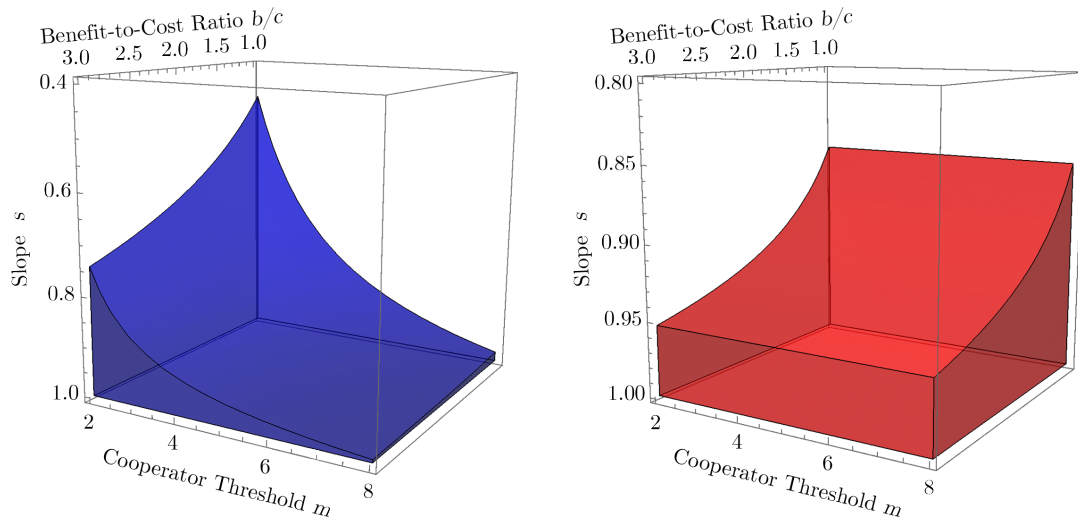 Benefit-to-Cost Ratio b/c
3.0 2.5 2.0 1.5 1.0
0.4
0.6
0.8
1.0
Slope s
2 4 6 8
Cooperator Threshold m
Benefit-to-Cost Ratio b/c
3.0 2.5 2.0 1.5 1.0
0.80
0.85
0.90
0.95
1.00
Slope s
2 4 6 8
Cooperator Threshold m